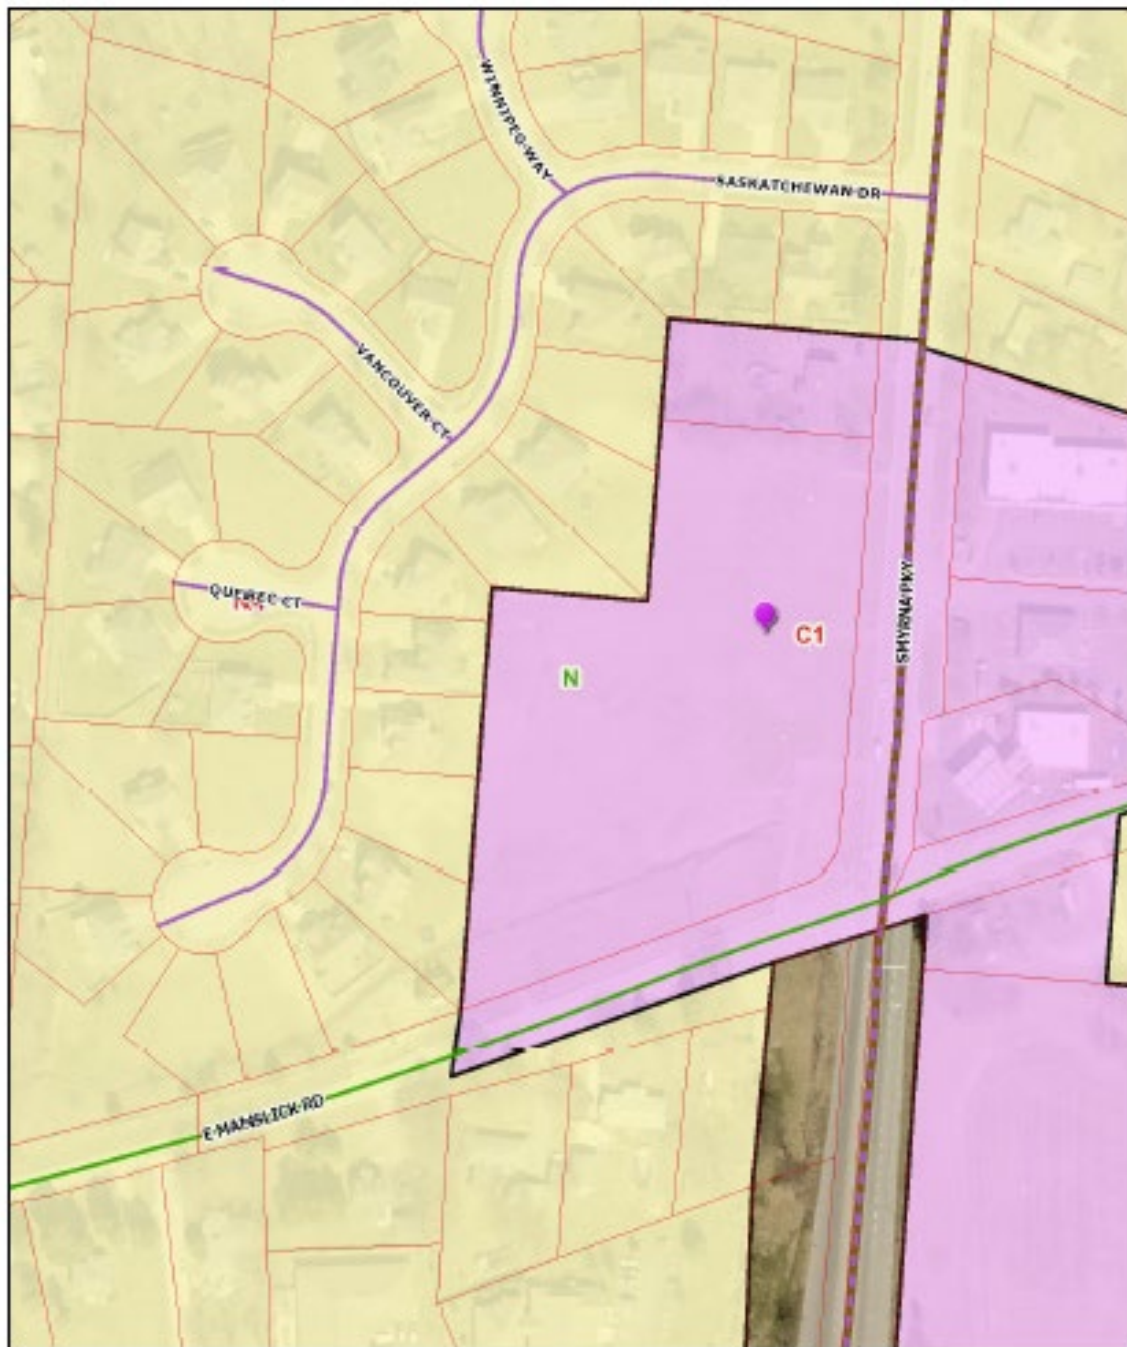 WINNIPEG-WAY
SASKATCHEWAN-DR
VANCOUVER-CT
QUEBEC-CT
SMYRNA-PKY
C1
N
E-MANSLICK-RD